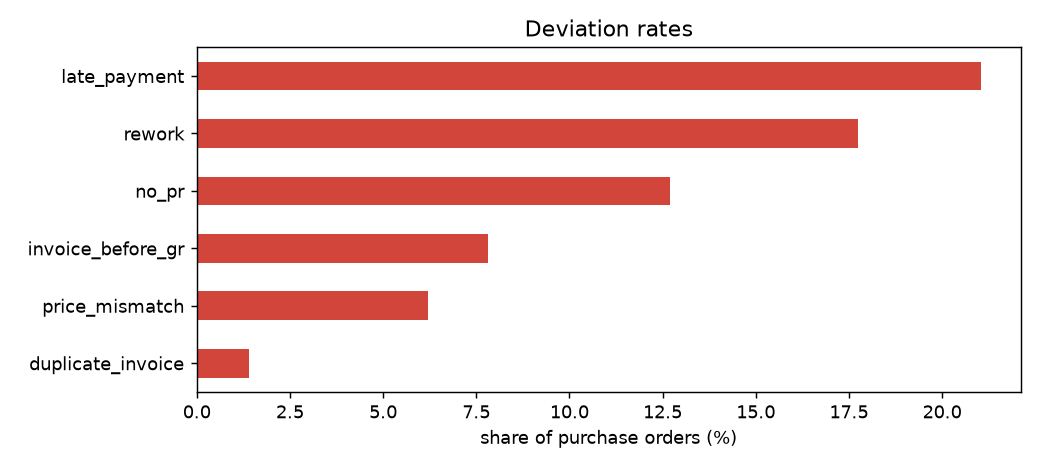 Deviation rates
late_payment
rework
no_pr
invoice_before_gr
price_mismatch
duplicate_invoice
0.0 2.5 5.0 7.5 10.0 12.5 15.0 17.5 20.0
share of purchase orders (%)